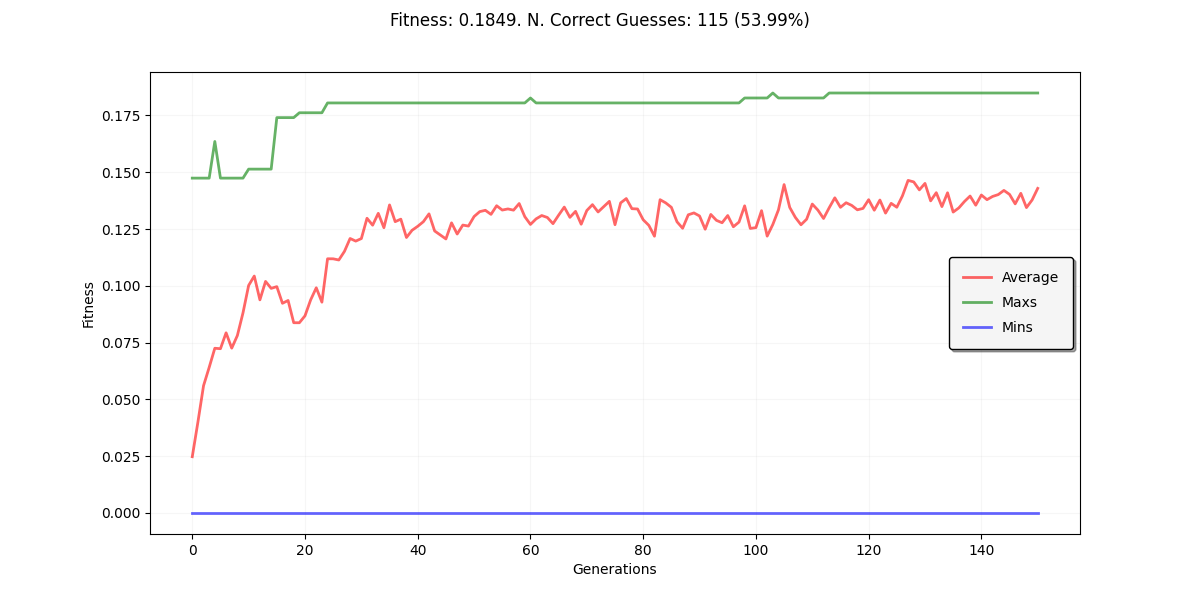 Fitness: 0.1849. N. Correct Guesses: 115 (53.99%)
0.175
0.150
0.125
0.100
0.075
0.050
0.025
0.000
Fitness
Average
Maxs
Mins
0 20 40 60 80 100 120 140
Generations